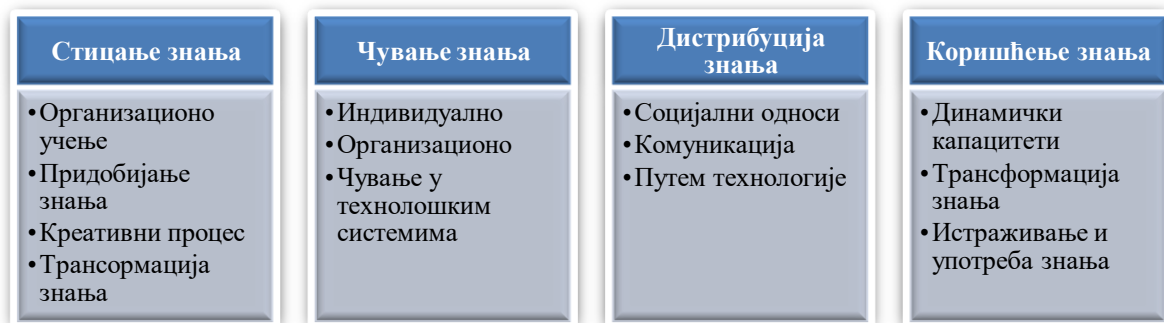 Стицање знања
•Организационо
учење
•Придобијање
знања
•Креативни процес
•Трансормација
знања
Чување знања
•Индивидуално
•Организационо
•Чување у
технолошким
системима
Дистрибуција
знања
•Социјални односи
•Комуникација
•Путем технологије
Коришћење знања
•Динамички
капацитети
•Трансформација
знања
•Истраживање и
употреба знања